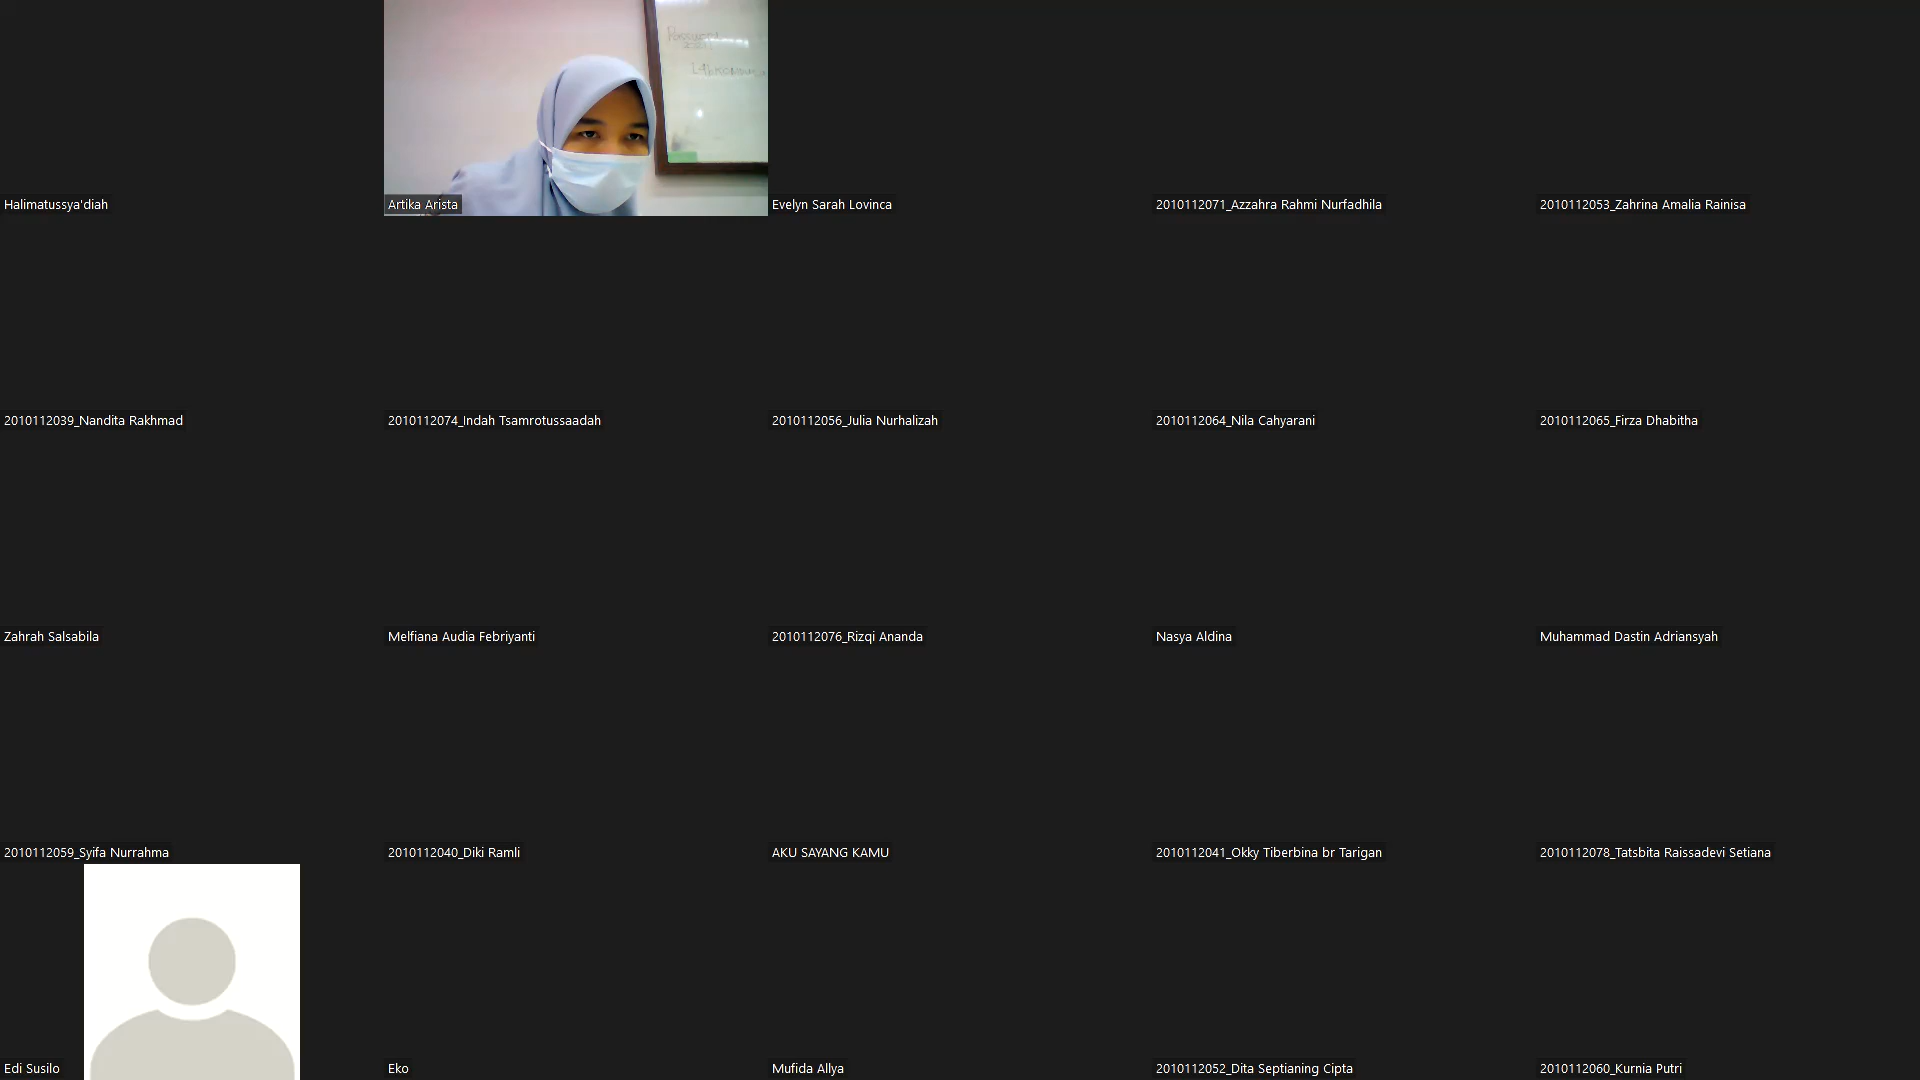 Halimatussya'diah
Artika Arista
Evelyn Sarah Lovinca
2010112071_Azzahra Rahmi Nurfadhila
2010112053_Zahrina Amalia Rainisa
2010112039_Nandita Rakhmad
2010112074_Indah Tsamrotussaadah
2010112056_Julia Nurhalizah
2010112064_Nila Cahyarani
2010112065_Firza Dhabitha
Zahrah Salsabila
Melfiana Audia Febriyanti
2010112076_Rizqi Ananda
Nasya Aldina
Muhammad Dastin Adriansyah
2010112059_Syifa Nurrahma
2010112040_Diki Ramli
AKU SAYANG KAMU
2010112041_Okky Tiberbina br Tarigan
2010112078_Tatsbita Raissadevi Setiana
Edi Susilo
Eko
Mufida Allya
2010112052_Dita Septianing Cipta
2010112060_Kurnia Putri